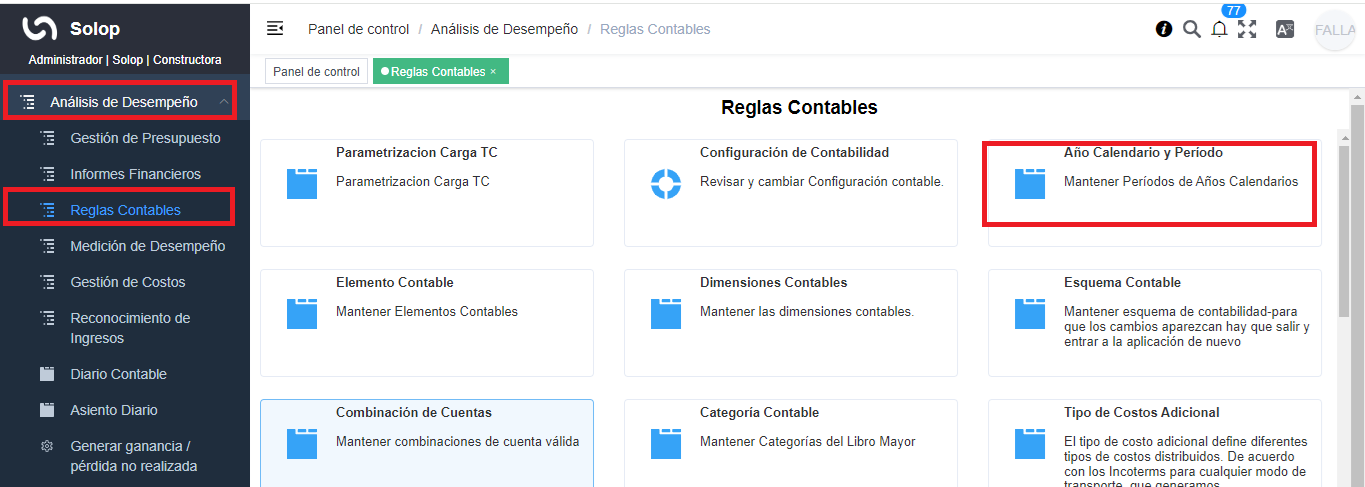 Solop
Administrador | Solop | Constructora
Análisis de Desempeño
Gestión de Presupuesto
Informes Financieros
Reglas Contables
Medición de Desempeño
Gestión de Costos
Reconocimiento de
Ingresos
Diario Contable
Asiento Diario
Generar ganancia /
pérdida no realizada
Panel de control / Análisis de Desempeño / Reglas Contables
77
FALLA
Panel de control
Reglas Contables ×
Reglas Contables
Parametrizacion Carga TC
Parametrizacion Carga TC
Configuración de Contabilidad
Revisar y cambiar Configuración contable.
Año Calendario y Período
Mantener Períodos de Años Calendarios
Elemento Contable
Mantener Elementos Contables
Dimensiones Contables
Mantener las dimensiones contables.
Esquema Contable
Mantener esquema de contabilidad-para
que los cambios aparezcan hay que salir y
entrar a la aplicación de nuevo
Combinación de Cuentas
Mantener combinaciones de cuenta válida
Categoría Contable
Mantener Categorías del Libro Mayor
Tipo de Costos Adicional
El tipo de costo adicional define diferentes
tipos de costos distribuidos. De acuerdo
con los Incoterms para cualquier modo de
transporte, que generamos